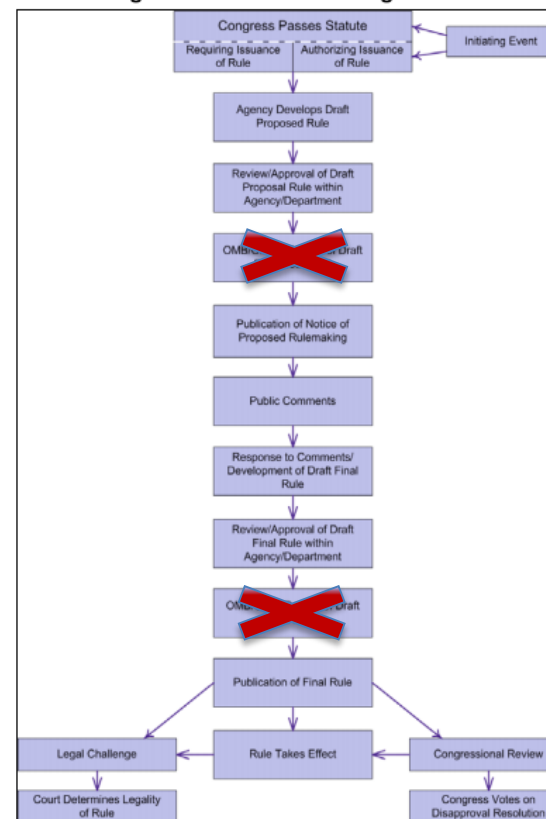 Congress Passes Statute
Initiating Event
Requiring Issuance
of Rule
Authorizing Issuance
of Rule
Agency Develops Draft
Proposed Rule
Review/Approval of Draft
Proposal Rule within
Agency/Department
Draft
Publication of Notice of
Proposed Rulemaking
Public Comments
Response to Comments/
Development of Draft Final
Rule
Review/Approval of Draft
Final Rule within
Agency/Department
Draft
Publication of Final Rule
Legal Challenge
Rule Takes Effect
Congressional Review
Court Determines Legality
of Rule
Congress Votes on
Disapproval Resolution